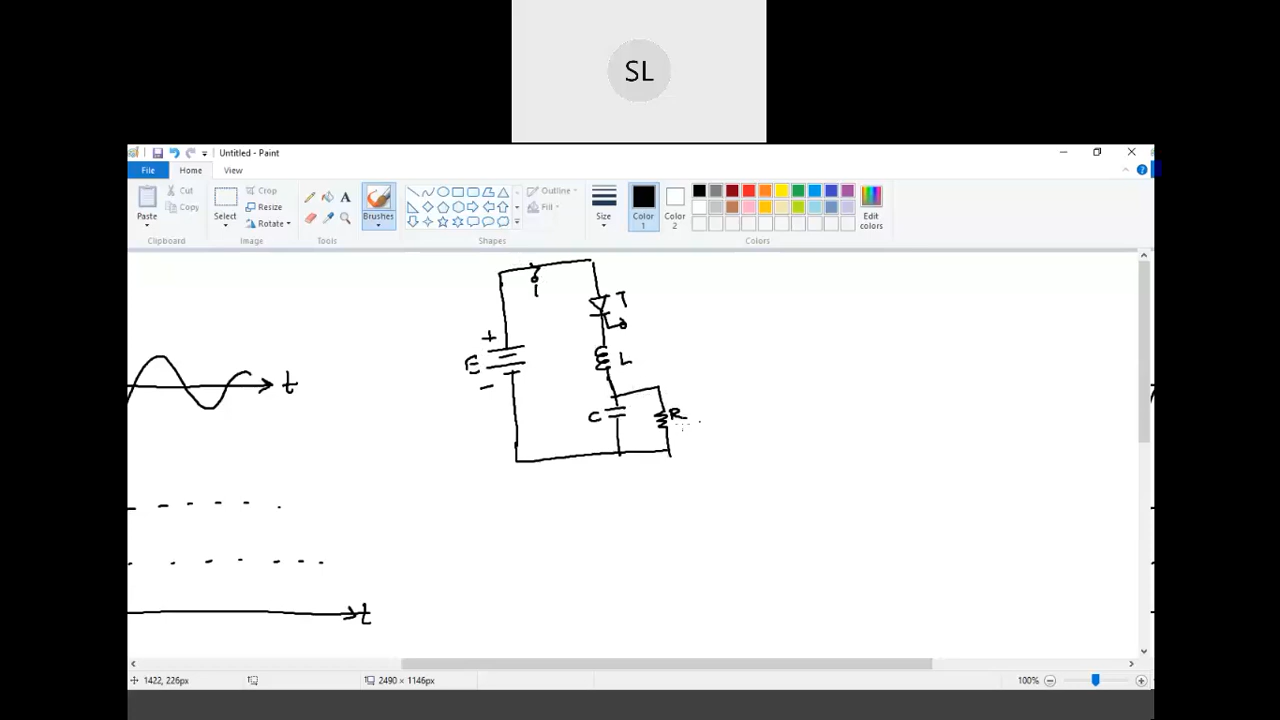 SL
Untitled - Paint
File Home View
Paste
Cut
Copy
Clipboard
Select
Crop
Resize
Rotate
Image
A
Tools
Brushes
Outline
Fill
Shapes
Size
Color 1
Color 2
Edit colors
Colors
?
T
+
E
-
L
C
R
t
t
1422, 226px
2490 × 1146px
100%